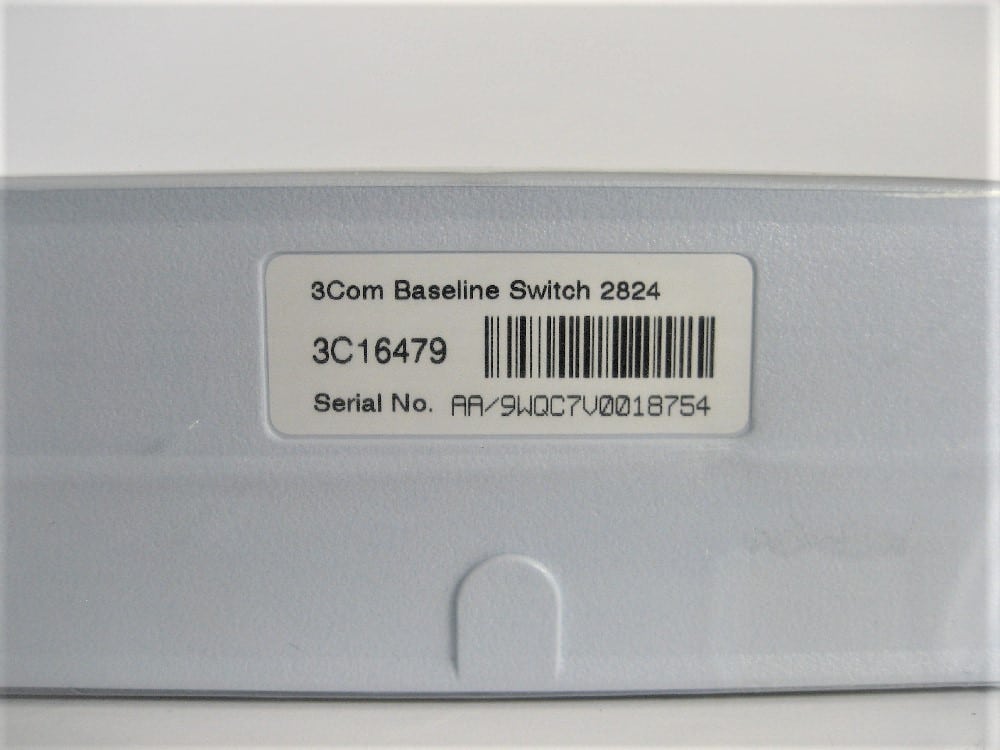 3Com Baseline Switch 2824
3C16479
Serial No. AA/9WQC7V0018754